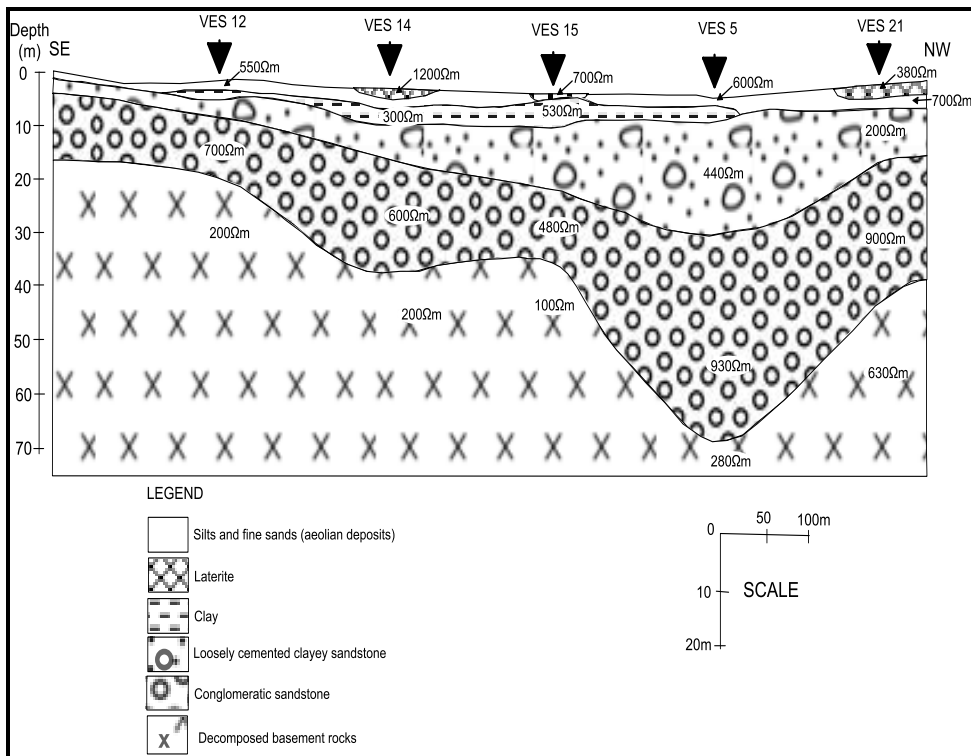 VES 12 VES 14 VES 15 VES 5 VES 21
Depth
(m) SE NW
0
10
20
30
40
50
60
70
550Ωm 1200Ωm 700Ωm 600Ωm 380Ωm
700Ωm
300Ωm 530Ωm 200Ωm
700Ωm 440Ωm
600Ωm 480Ωm 900Ωm
200Ωm
200Ωm 100Ωm
930Ωm 630Ωm
280Ωm
LEGEND
Silts and fine sands (aeolian deposits)
Laterite
Clay
Loosely cemented clayey sandstone
Conglomeratic sandstone
Decomposed basement rocks
0 50 100m
10 SCALE
20m